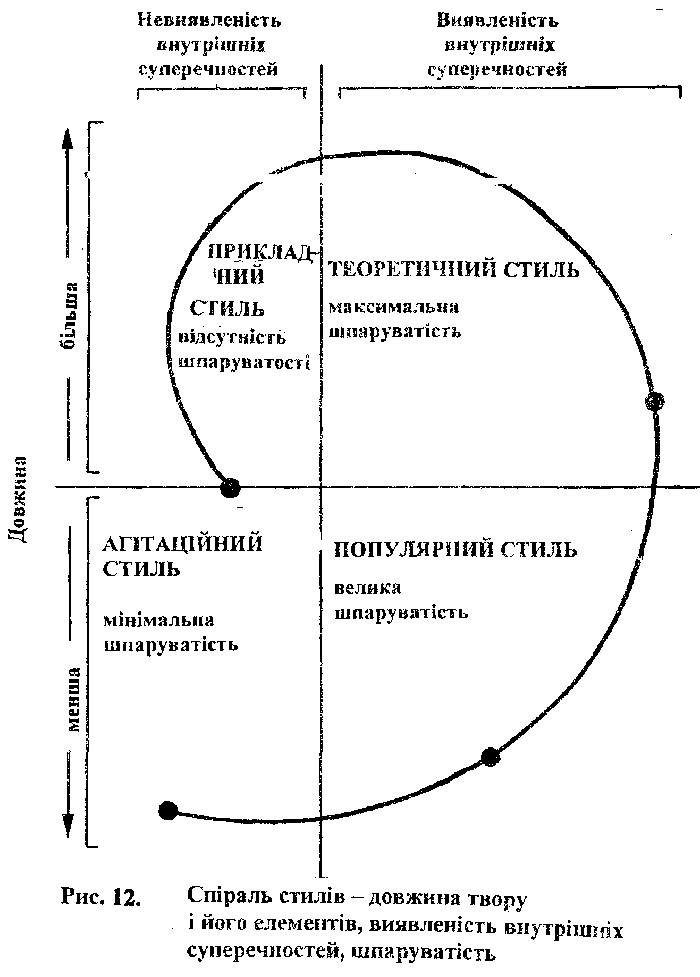 Невиявленість
внутрішніх
суперечностей
Виявленість
внутрішніх
суперечностей
більша
Довжина
менша
ПРИКЛАД-
НИЙ
СТИЛЬ
відсутність
шпаруватості
ТЕОРЕТИЧНИЙ СТИЛЬ
максимальна
шпаруватість
АГІТАЦІЙНИЙ
СТИЛЬ
мінімальна
шпаруватість
ПОПУЛЯРНИЙ СТИЛЬ
велика
шпаруватість
Рис. 12. Спіраль стилів – довжина твору
і його елементів, виявленість внутрішніх
суперечностей, шпаруватість